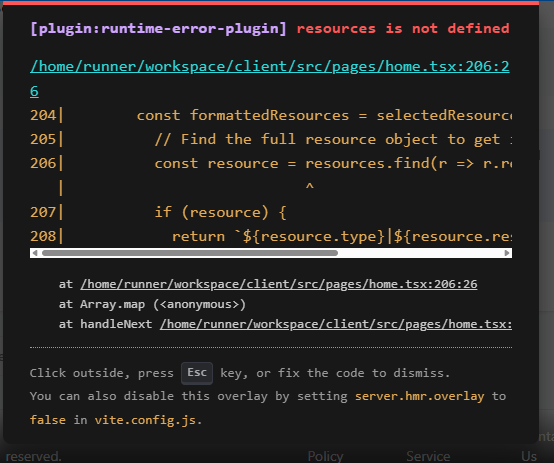 [plugin:runtime-error-plugin] resources is not defined
/home/runner/workspace/client/src/pages/home.tsx:206:2
6
204|        const formattedResources = selectedResourc
205|          // Find the full resource object to get
206|          const resource = resources.find(r => r.r
|                           ^
207|          if (resource) {
208|            return `${resource.type}|${resource.res
at /home/runner/workspace/client/src/pages/home.tsx:206:26
at Array.map (<anonymous>)
at handleNext /home/runner/workspace/client/src/pages/home.tsx:
Click outside, press Esc key, or fix the code to dismiss.
You can also disable this overlay by setting server.hmr.overlay to
false in vite.config.js.
reserved. Policy Service Us